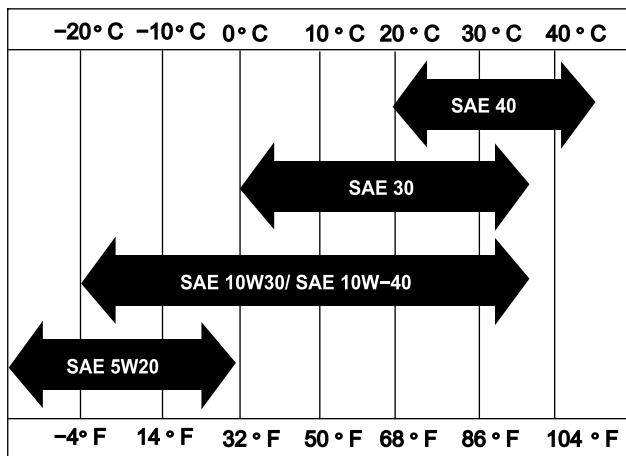 −20° C −10° C 0° C 10° C 20° C 30° C 40° C
SAE 40
SAE 30
SAE 10W30/ SAE 10W−40
SAE 5W20
−4° F 14° F 32° F 50° F 68° F 86° F 104° F